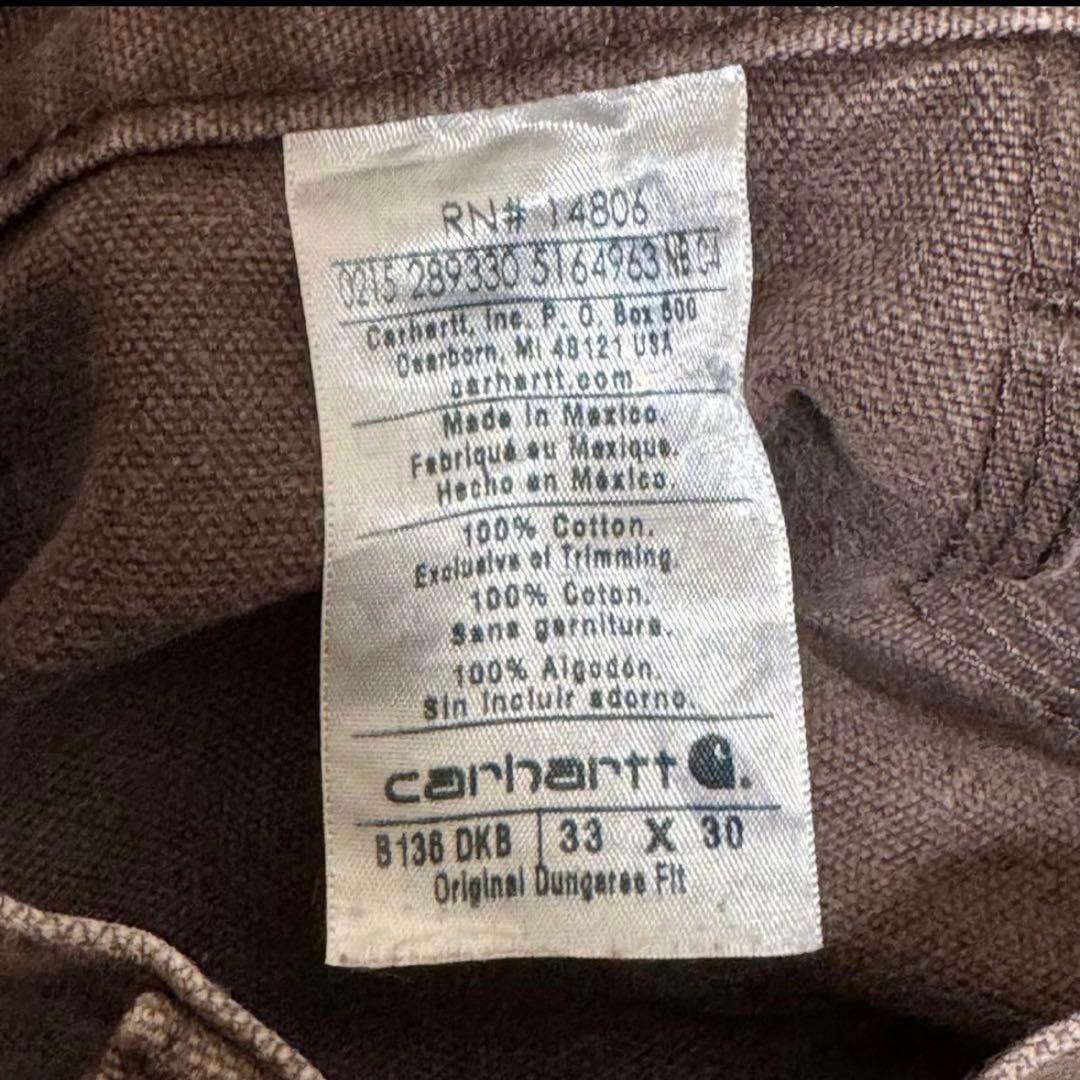 RN# 14806
0215 289330 5164963 NB CA
Carhartt, Inc. P. O. Box 600
Dearborn, MI 48121 USA
carhartt.com
Made in Mexico.
Fabriqué au Mexique.
Hecho en México.
100% Cotton.
Exclusive of Trimming.
100% Coton.
Sans garniture.
100% Algodón.
Sin incluir adorno.
carhartt
B136 DKB 33 X 30
Original Dungaree Fit